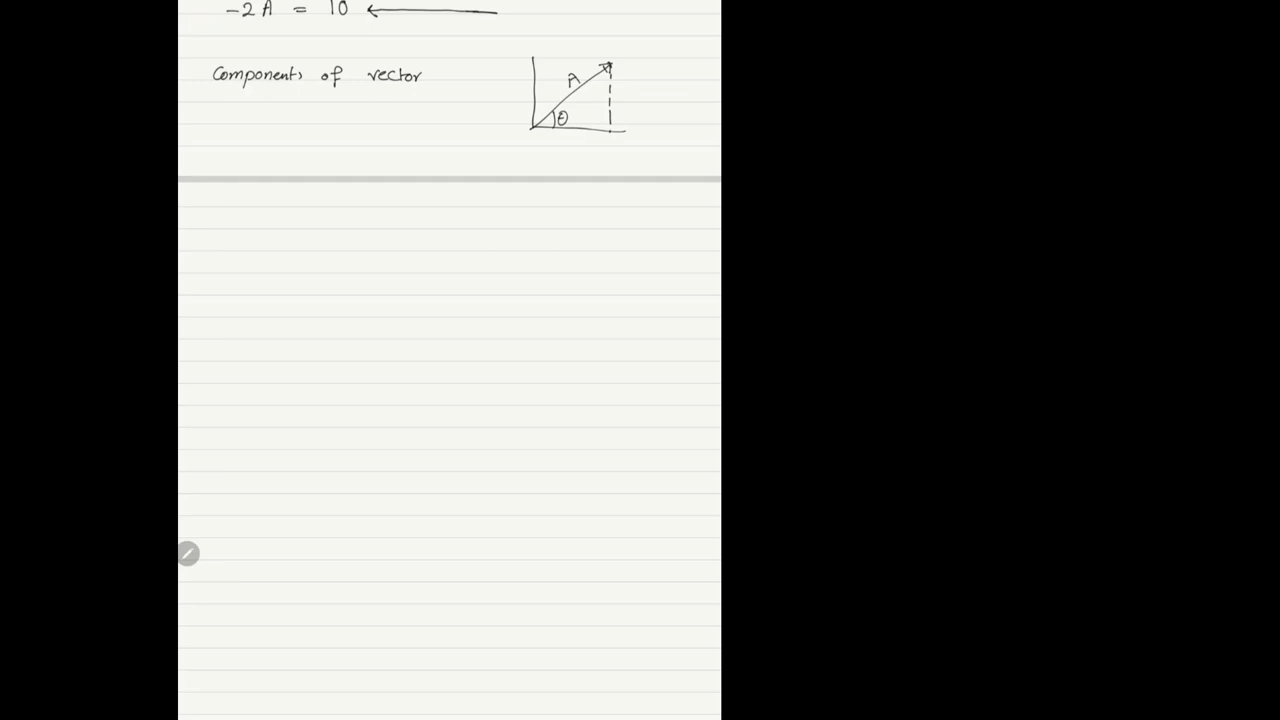 -2A = 10
Components of vector
A
θ